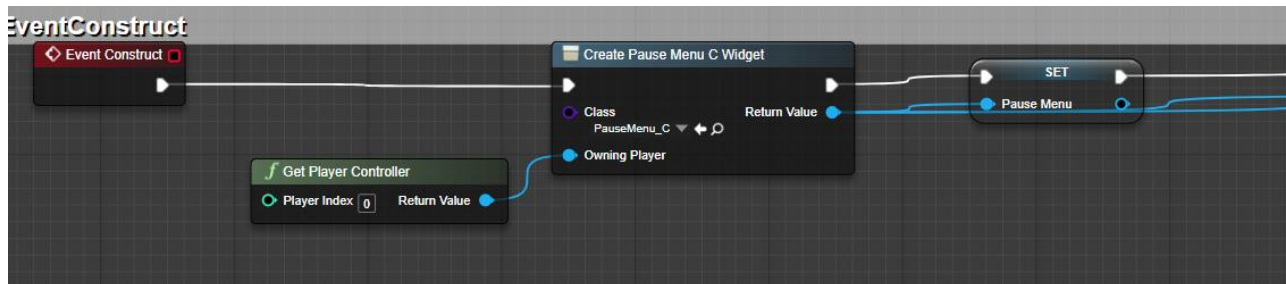 EventConstruct
Event Construct
Create Pause Menu C Widget
SET
Class
PauseMenu_C
Return Value
Pause Menu
Owning Player
f Get Player Controller
Player Index 0
Return Value